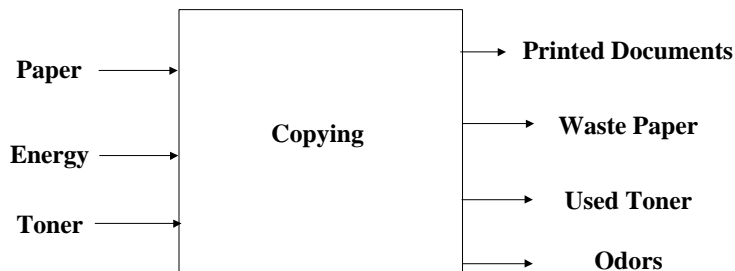 Printed Documents
Paper
Waste Paper
Copying
Energy
Used Toner
Toner
Odors